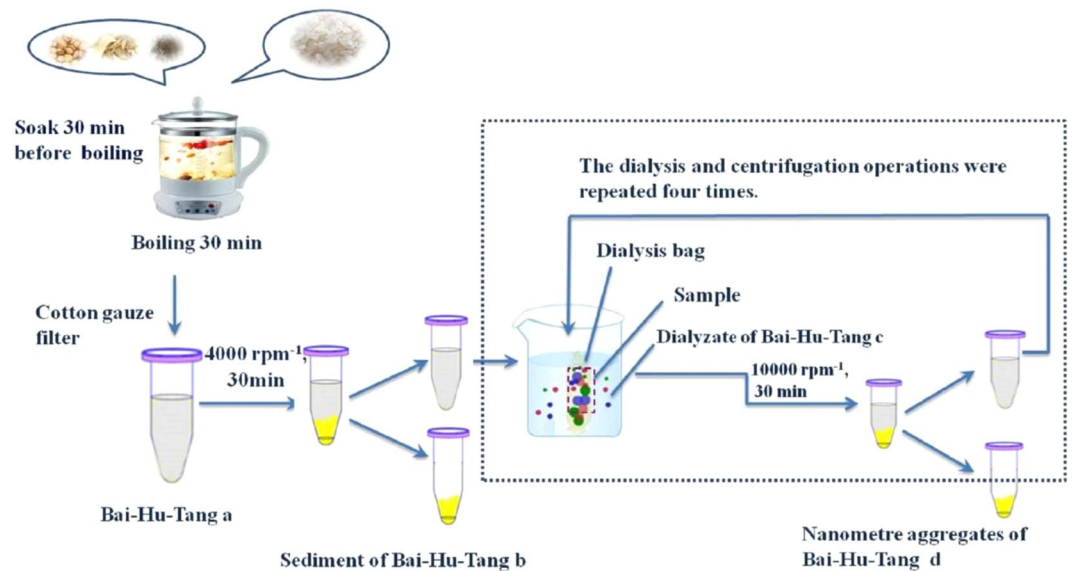 Soak 30 min
before boiling
Boiling 30 min
Cotton gauze
filter
4000 rpm⁻¹,
30min
Bai-Hu-Tang a
Sediment of Bai-Hu-Tang b
The dialysis and centrifugation operations were
repeated four times.
Dialysis bag
Sample
Dialyzate of Bai-Hu-Tang c
10000 rpm⁻¹,
30 min
Nanometre aggregates of
Bai-Hu-Tang d